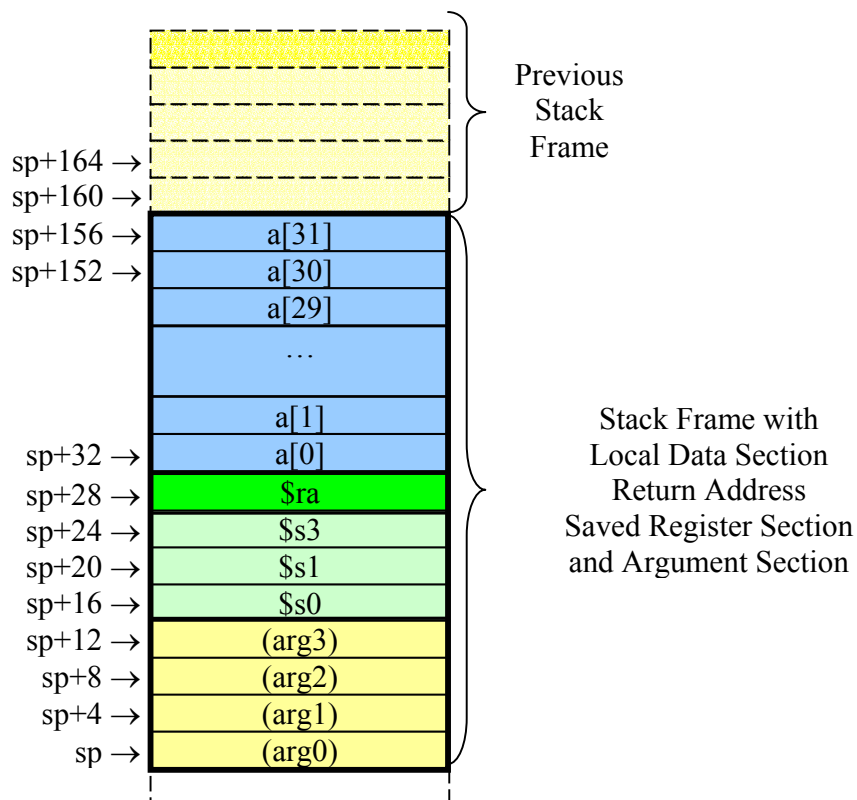 Previous
Stack
Frame
sp+164 →
sp+160 →
sp+156 → a[31]
sp+152 → a[30]
a[29]
…
a[1]
sp+32 → a[0]
sp+28 → $ra
sp+24 → $s3
sp+20 → $s1
sp+16 → $s0
sp+12 → (arg3)
sp+8 → (arg2)
sp+4 → (arg1)
sp → (arg0)
Stack Frame with
Local Data Section
Return Address
Saved Register Section
and Argument Section